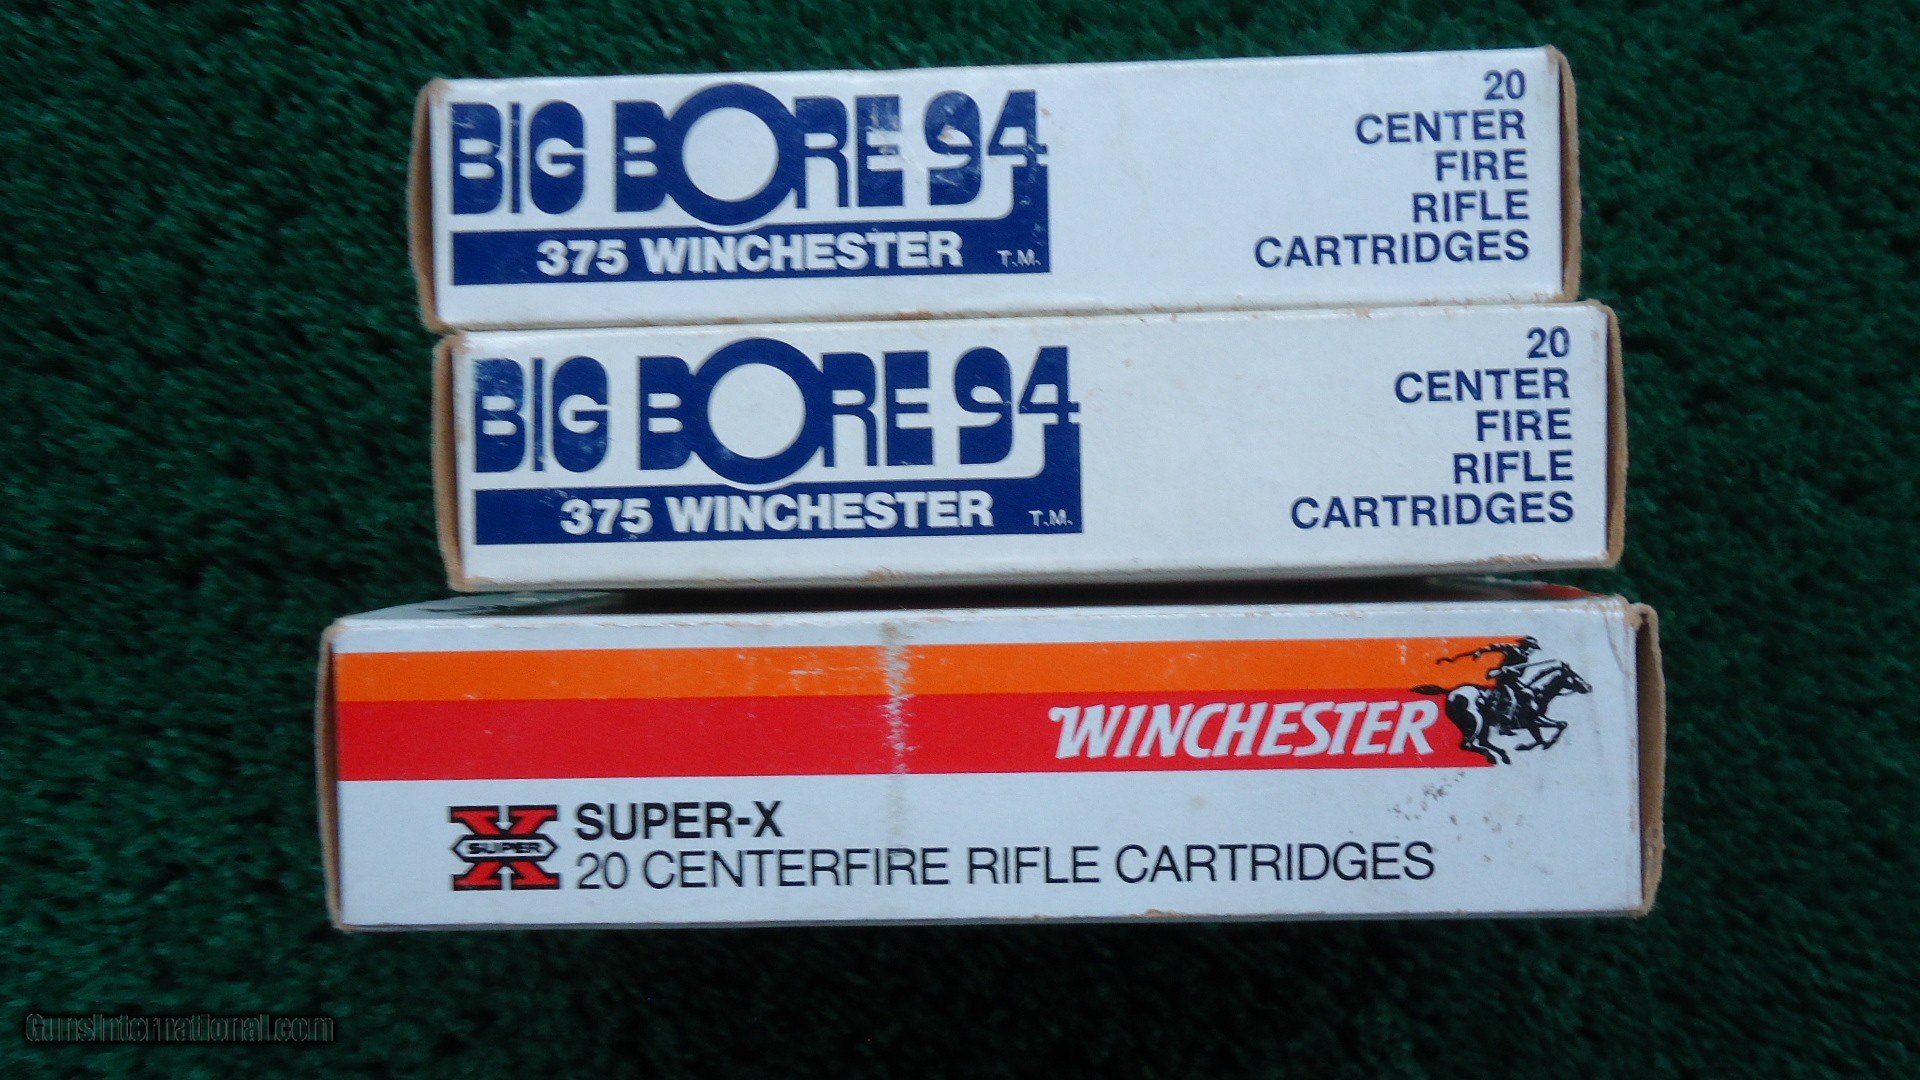 BIG BORE 94
375 WINCHESTER T.M.
20
CENTER
FIRE
RIFLE
CARTRIDGES
BIG BORE 94
375 WINCHESTER T.M.
20
CENTER
FIRE
RIFLE
CARTRIDGES
WINCHESTER
X SUPER
SUPER-X
20 CENTERFIRE RIFLE CARTRIDGES
GunsInternational.com